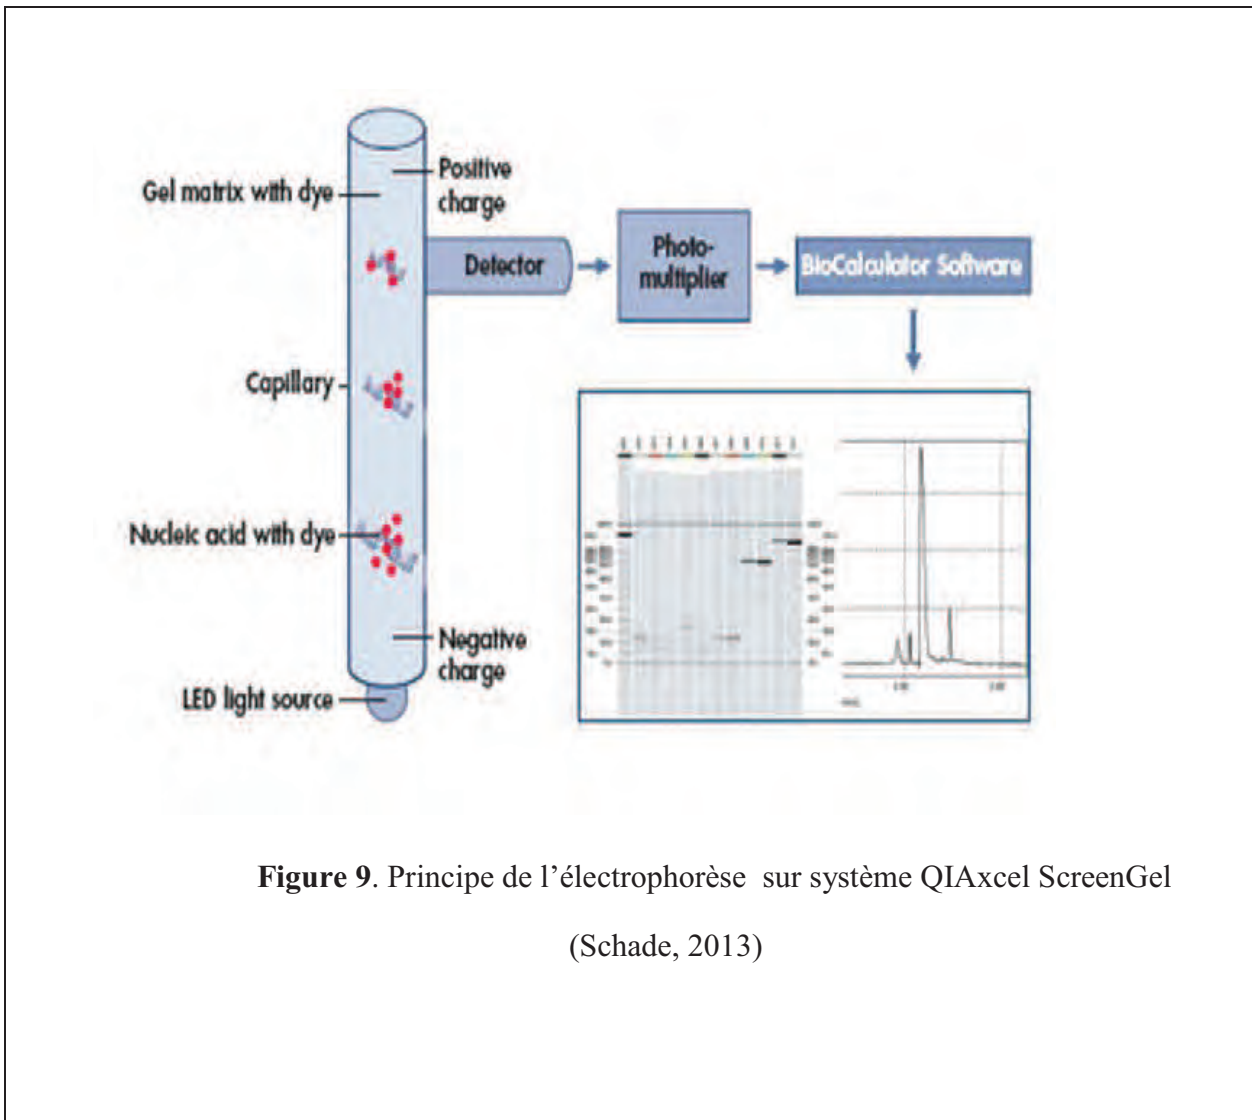 Gel matrix with dye
Positive
charge
Detector
Photo-
multiplier
BioCalculator Software
Capillary
Nucleic acid with dye
Negative
charge
LED light source
Figure 9. Principe de l’électrophorèse sur système QIAxcel ScreenGel
(Schade, 2013)